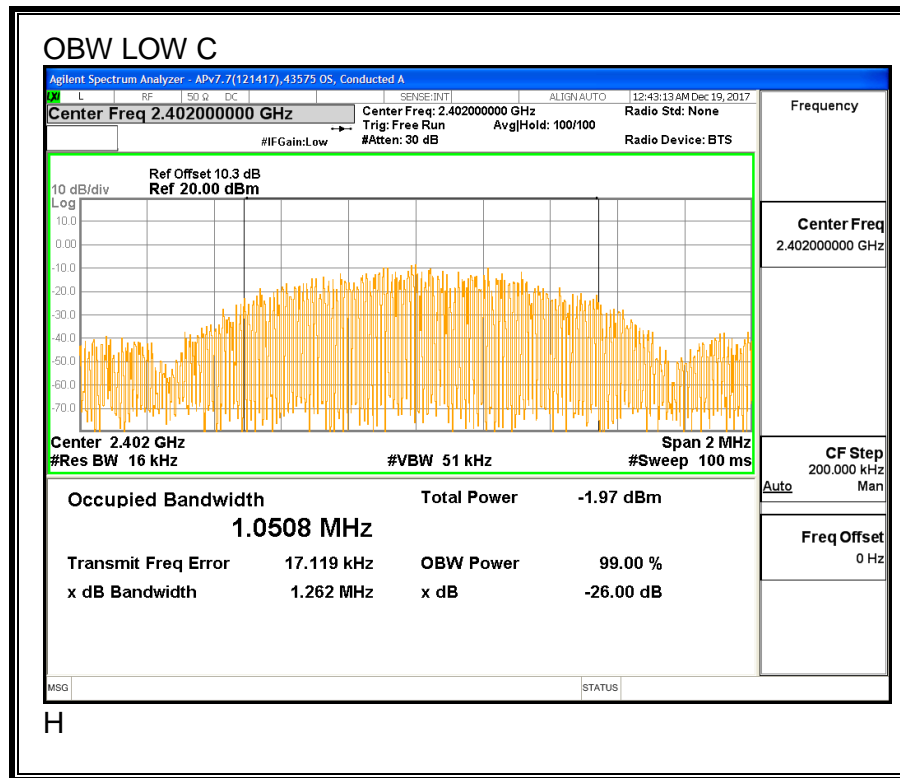 OBW LOW C
Agilent Spectrum Analyzer - APv7.7(121417),43575 OS, Conducted A
LXI L RF 50 Ω DC SENSE:INT ALIGN AUTO 12:43:13 AM Dec 19, 2017
Center Freq 2.402000000 GHz
Center Freq: 2.402000000 GHz Radio Std: None
Trig: Free Run Avg|Hold: 100/100
#IFGain:Low #Atten: 30 dB Radio Device: BTS
Ref Offset 10.3 dB
10 dB/div Ref 20.00 dBm
Log
10.0
0.00
-10.0
-20.0
-30.0
-40.0
-50.0
-60.0
-70.0
Center 2.402 GHz Span 2 MHz
#Res BW 16 kHz #VBW 51 kHz #Sweep 100 ms
Occupied Bandwidth Total Power -1.97 dBm
1.0508 MHz
Transmit Freq Error 17.119 kHz OBW Power 99.00 %
x dB Bandwidth 1.262 MHz x dB -26.00 dB
MSG STATUS
Frequency
Center Freq
2.402000000 GHz
CF Step
200.000 kHz
Auto Man
Freq Offset
0 Hz
H